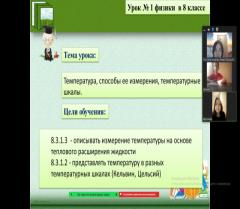 Урок № 1 физики в 8 классе
Тема урока:
Температура, способы ее измерения, температурные
шкалы.
Цели обучения:
8.3.1.3 - описывать измерение температуры на основе
теплового расширения жидкости
8.3.1.2 - представлять температуру в разных
температурных шкалах (Кельвин, Цельсий)